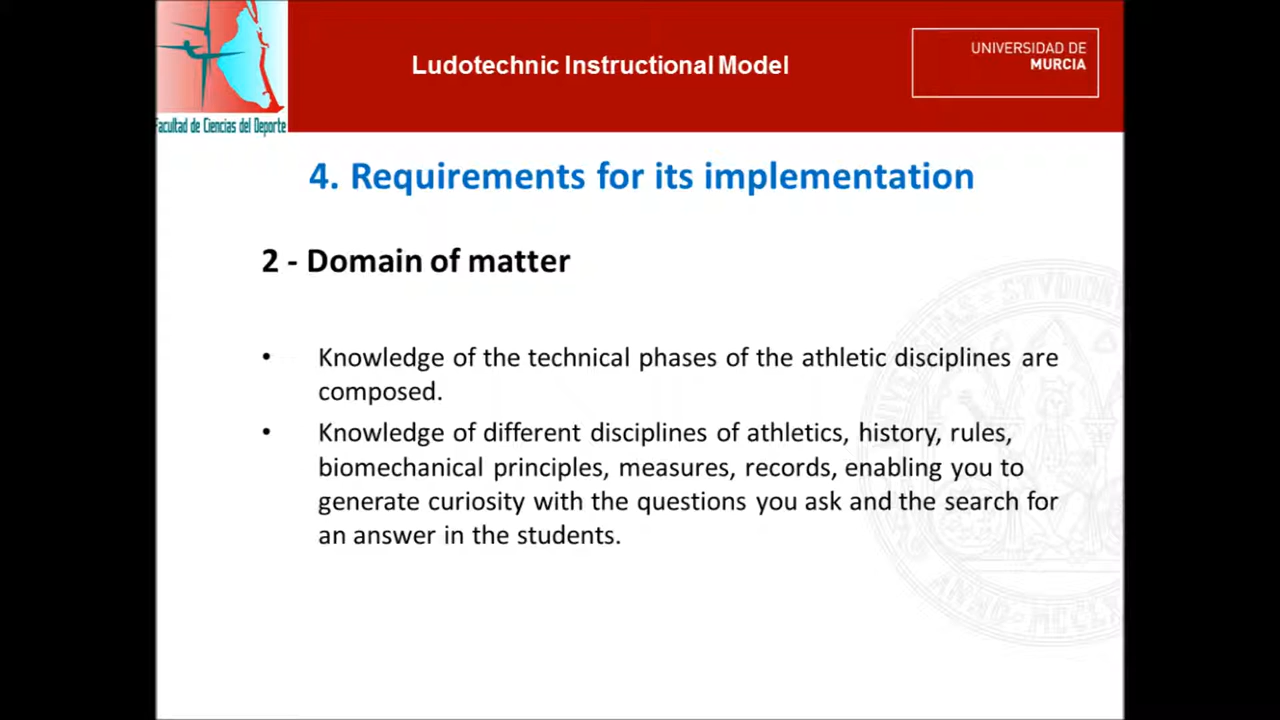 Ludotechnic Instructional Model
UNIVERSIDAD DE
MURCIA
Facultad de Ciencias del Deporte
4. Requirements for its implementation
2 - Domain of matter
• Knowledge of the technical phases of the athletic disciplines are
composed.
• Knowledge of different disciplines of athletics, history, rules,
biomechanical principles, measures, records, enabling you to
generate curiosity with the questions you ask and the search for
an answer in the students.